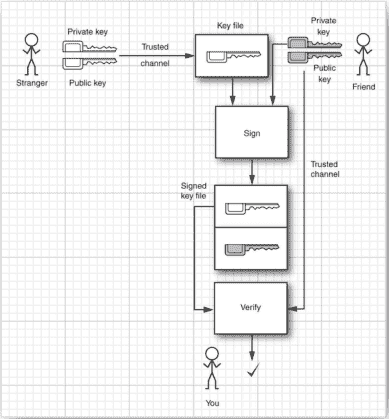 Key file
Private
key
Private key
Trusted
channel
Stranger
Public key
Public
key
Friend
Sign
Trusted
channel
Signed
key file
Verify
You